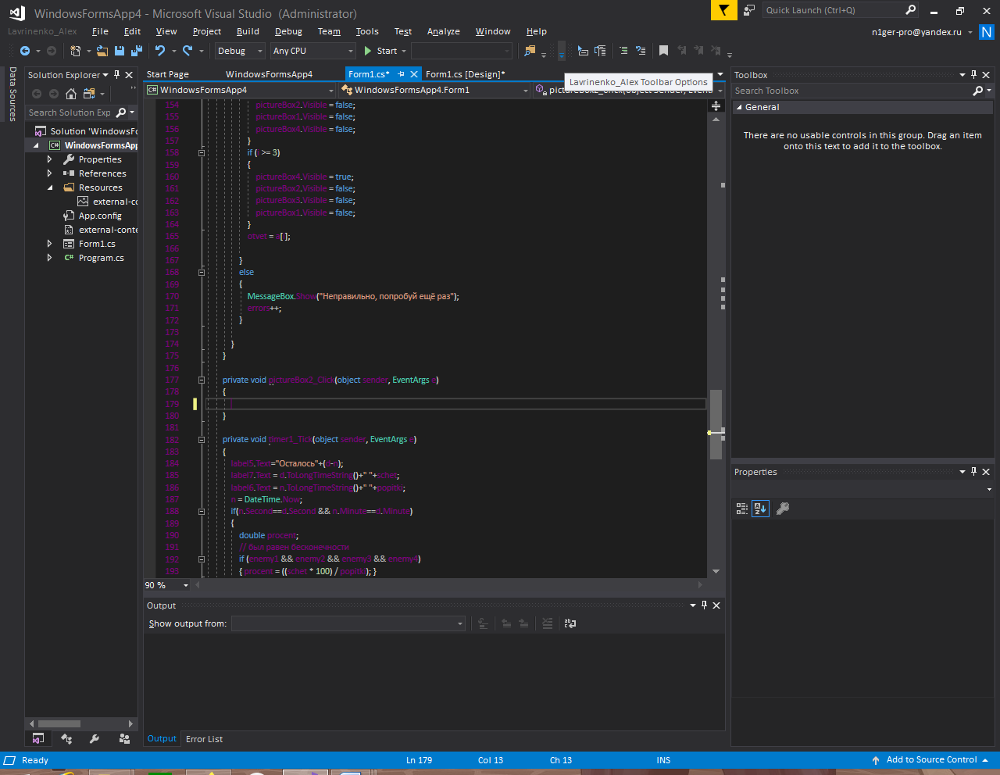 WindowsFormsApp4 - Microsoft Visual Studio (Administrator)
Quick Launch (Ctrl+Q)
Lavrinenko_Alex File Edit View Project Build Debug Team Tools Test Analyze Window Help
n1ger-pro@yandex.ru N
Debug Any CPU Start
Data Sources
Solution Explorer
Search Solution Exp
Solution 'WindowsFo
WindowsFormsApp
Properties
References
Resources
external-co
App.config
external-conte
Form1.cs
C# Program.cs
Start Page WindowsFormsApp4 Form1.cs* Form1.cs [Design]*
Lavrinenko_Alex Toolbar Options
WindowsFormsApp4 WindowsFormsApp4.Form1 pictureBox2_Click(object sender, Event
154 pictureBox2.Visible = false;
155 pictureBox1.Visible = false;
156 pictureBox4.Visible = false;
157 }
158 if (i >= 3)
159 {
160 pictureBox4.Visible = true;
161 pictureBox2.Visible = false;
162 pictureBox3.Visible = false;
163 pictureBox1.Visible = false;
164 }
165 otvet = a[i];
166
167 }
168 else
169 {
170 MessageBox.Show("Неправильно, попробуй ещё раз");
171 errors++;
172 }
173
174 }
175 }
176
177 private void pictureBox2_Click(object sender, EventArgs e)
178 {
179
180 }
181
182 private void timer1_Tick(object sender, EventArgs e)
183 {
184 label5.Text="Осталось"+(d-n);
185 label7.Text = d.ToLongTimeString()+" "+schet;
186 label6.Text = n.ToLongTimeString()+" "+popitki;
187 n = DateTime.Now;
188 if(n.Second==d.Second && n.Minute==d.Minute)
189 {
190 double procent;
191 // был равен бесконечности
192 if (enemy1 && enemy2 && enemy3 && enemy4)
193 { procent = ((schet * 100) / popitki); }
90 %
Output
Show output from:
Output Error List
Toolbox
Search Toolbox
General
There are no usable controls in this group. Drag an item
onto this text to add it to the toolbox.
Properties
Ready Ln 179 Col 13 Ch 13 INS Add to Source Control